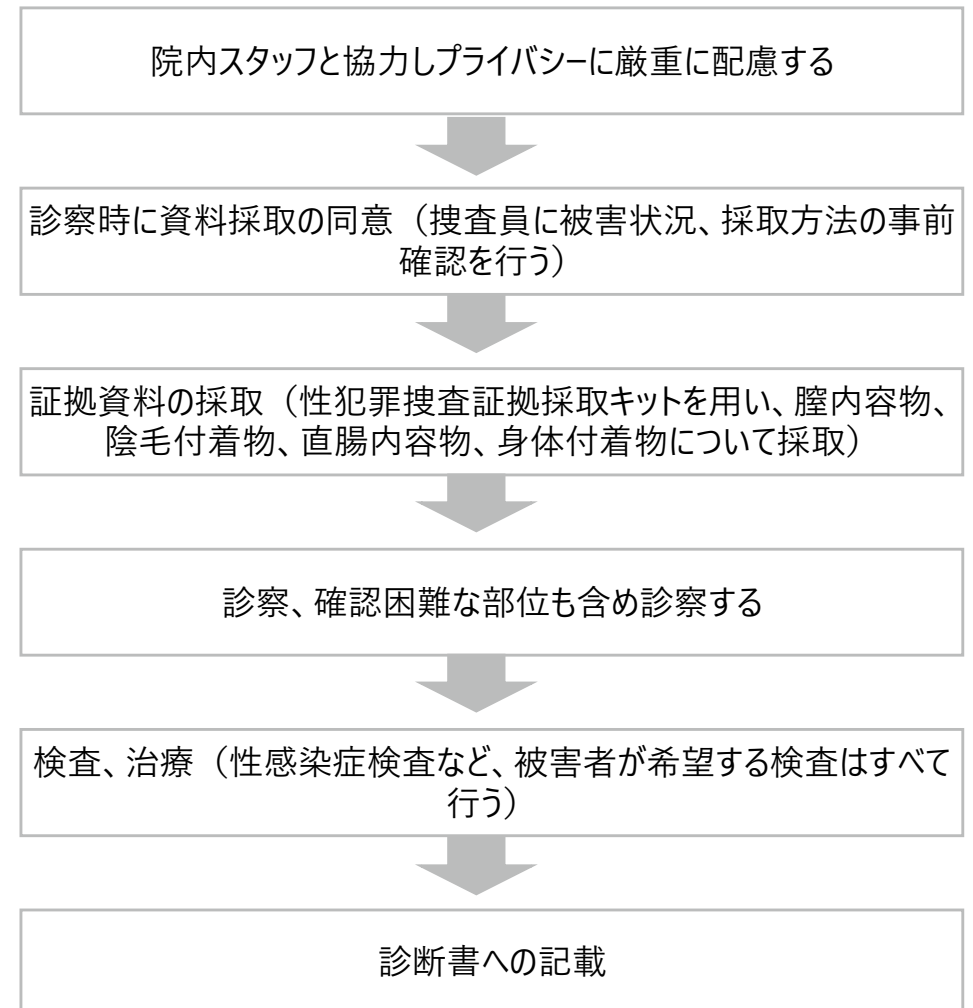 院内スタッフと協力しプライバシーに厳重に配慮する
診察時に資料採取の同意（捜査員に被害状況、採取方法の事前
確認を行う）
証拠資料の採取（性犯罪捜査証拠採取キットを用い、膣内容物、
陰毛付着物、直腸内容物、身体付着物について採取）
診察、確認困難な部位も含め診察する
検査、治療（性感染症検査など、被害者が希望する検査はすべて
行う）
診断書への記載